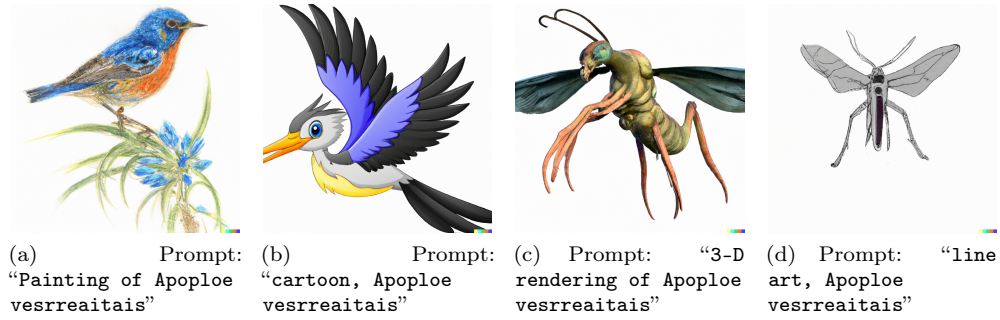 (a) Prompt:
“Painting of Apoploe
vesrreaitais”
(b) Prompt:
“cartoon, Apoploe
vesrreaitais”
(c) Prompt: “3-D
rendering of Apoploe
vesrreaitais”
(d) Prompt: “line
art, Apoploe
vesrreaitais”